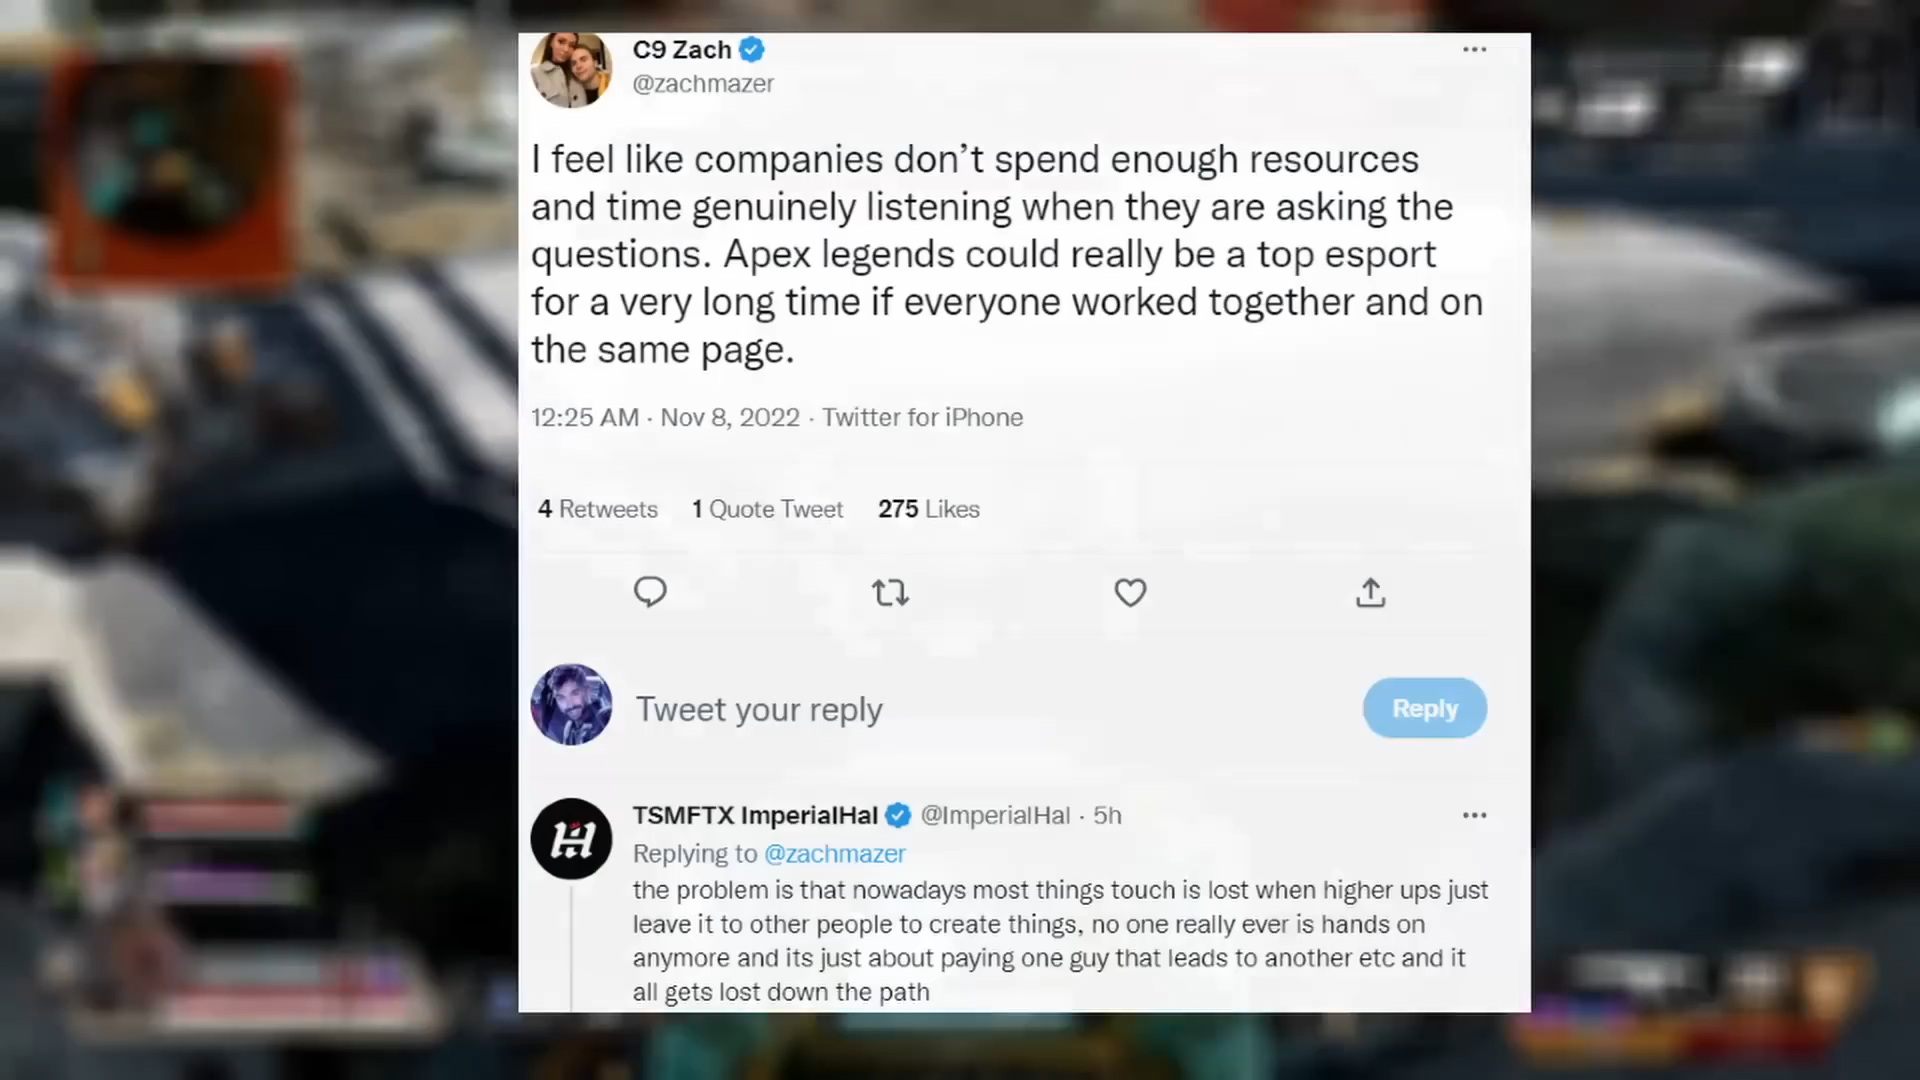 C9 Zach
@zachmazer
I feel like companies don’t spend enough resources
and time genuinely listening when they are asking the
questions. Apex legends could really be a top esport
for a very long time if everyone worked together and on
the same page.
12:25 AM · Nov 8, 2022 · Twitter for iPhone
4 Retweets 1 Quote Tweet 275 Likes
Tweet your reply
Reply
TSMFTX ImperialHal @ImperialHal · 5h
Replying to @zachmazer
the problem is that nowadays most things touch is lost when higher ups just
leave it to other people to create things, no one really ever is hands on
anymore and its just about paying one guy that leads to another etc and it
all gets lost down the path